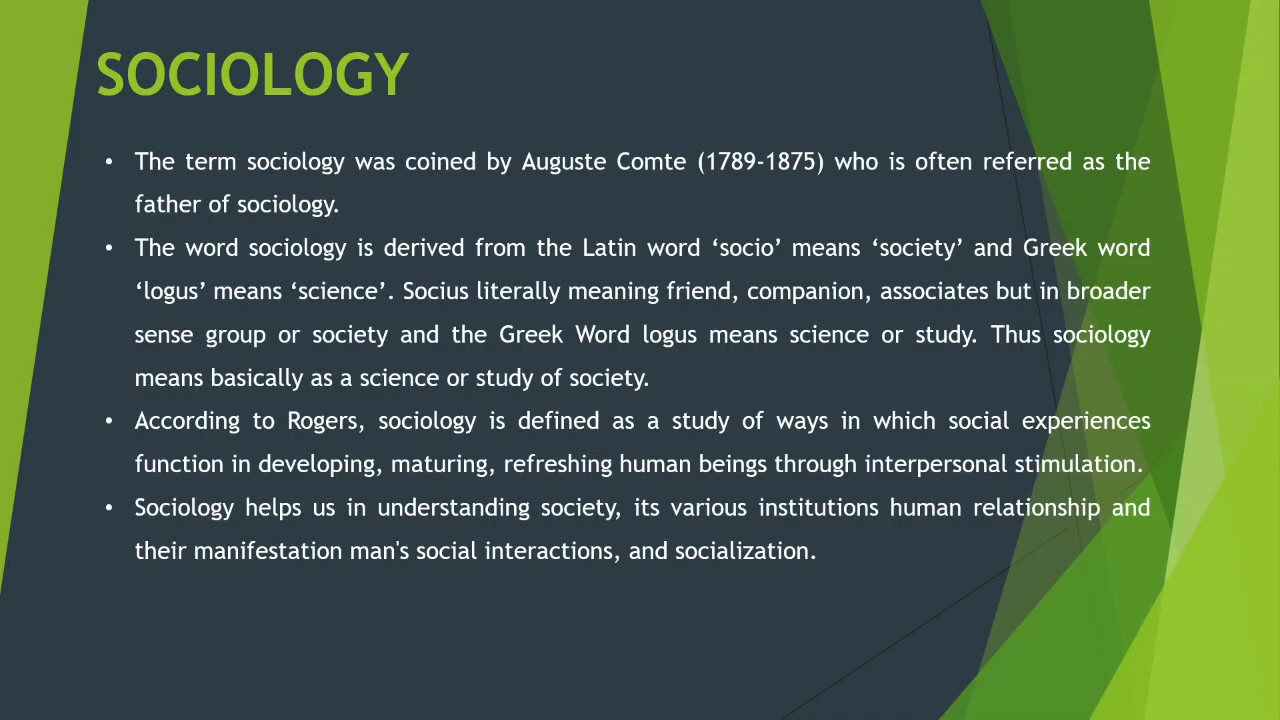 SOCIOLOGY
• The term sociology was coined by Auguste Comte (1789-1875) who is often referred as the
father of sociology.
• The word sociology is derived from the Latin word ‘socio’ means ‘society’ and Greek word
‘logus’ means ‘science’. Socius literally meaning friend, companion, associates but in broader
sense group or society and the Greek Word logus means science or study. Thus sociology
means basically as a science or study of society.
• According to Rogers, sociology is defined as a study of ways in which social experiences
function in developing, maturing, refreshing human beings through interpersonal stimulation.
• Sociology helps us in understanding society, its various institutions human relationship and
their manifestation man's social interactions, and socialization.